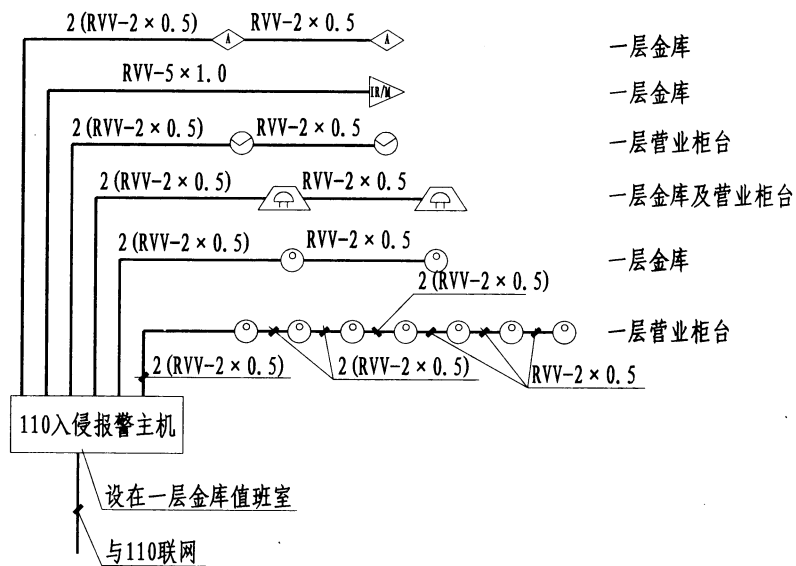 2(RVV-2×0.5) RVV-2×0.5
A A 一层金库
RVV-5×1.0
IR/M 一层金库
2(RVV-2×0.5) RVV-2×0.5
一层营业柜台
2(RVV-2×0.5) RVV-2×0.5
一层金库及营业柜台
2(RVV-2×0.5) RVV-2×0.5
一层金库
2(RVV-2×0.5)
一层营业柜台
2(RVV-2×0.5) 2(RVV-2×0.5) RVV-2×0.5
110入侵报警主机
设在一层金库值班室
与110联网